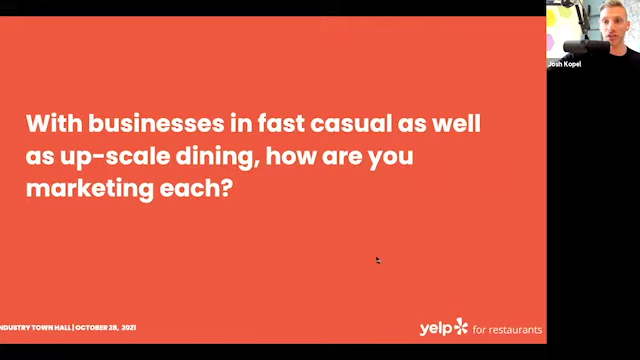 With businesses in fast casual as well
as up-scale dining, how are you
marketing each?
Josh Kopel
NDUSTRY TOWN HALL | OCTOBER 28, 2021
yelp for restaurants